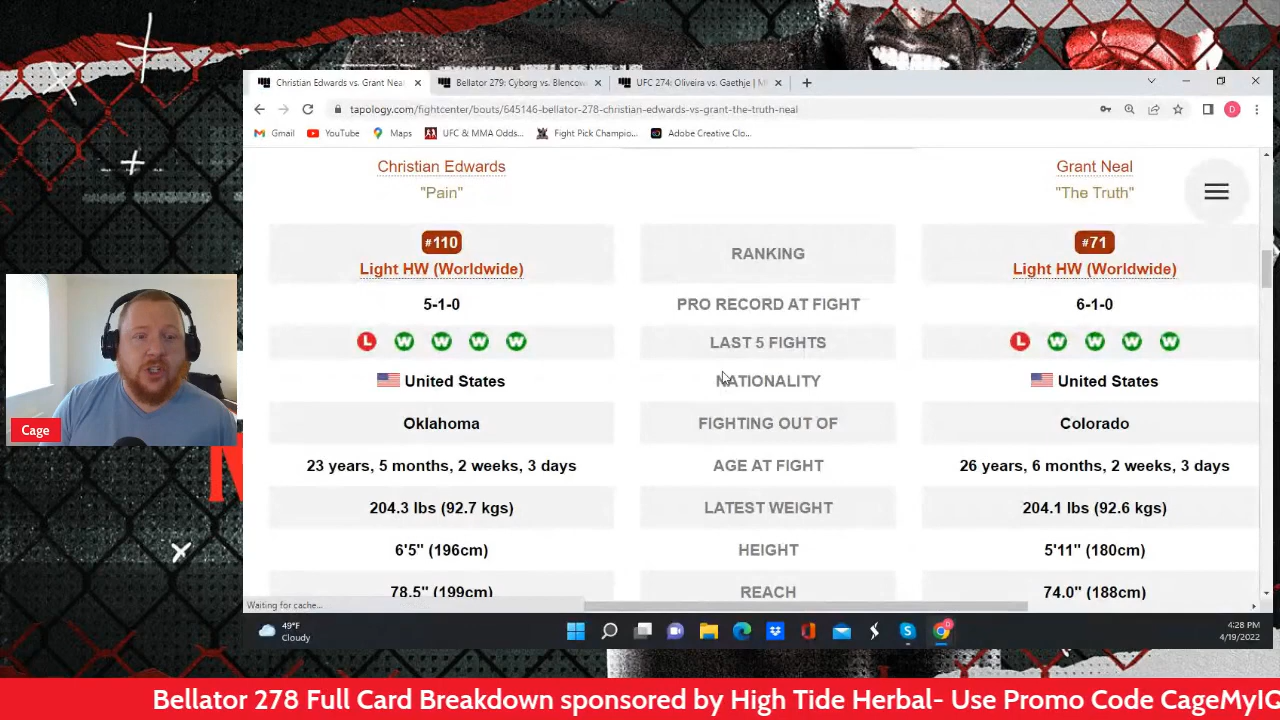 Christian Edwards vs. Grant Nea
Bellator 279: Cyborg vs. Blencow
UFC 274: Oliveira vs. Gaethje | M
tapology.com/fightcenter/bouts/645146-bellator-278-christian-edwards-vs-grant-the-truth-neal
Gmail YouTube Maps UFC & MMA Odds... Fight Pick Champio... Adobe Creative Clo...
Christian Edwards Grant Neal
"Pain" "The Truth"
#110 RANKING #71
Light HW (Worldwide) Light HW (Worldwide)
5-1-0 PRO RECORD AT FIGHT 6-1-0
L W W W W LAST 5 FIGHTS L W W W W
United States NATIONALITY United States
Oklahoma FIGHTING OUT OF Colorado
23 years, 5 months, 2 weeks, 3 days AGE AT FIGHT 26 years, 6 months, 2 weeks, 3 days
204.3 lbs (92.7 kgs) LATEST WEIGHT 204.1 lbs (92.6 kgs)
6'5" (196cm) HEIGHT 5'11" (180cm)
78.5" (199cm) REACH 74.0" (188cm)
Cage
Waiting for cache...
49°F
Cloudy
4:28 PM
4/19/2022
Bellator 278 Full Card Breakdown sponsored by High Tide Herbal- Use Promo Code CageMyIQ